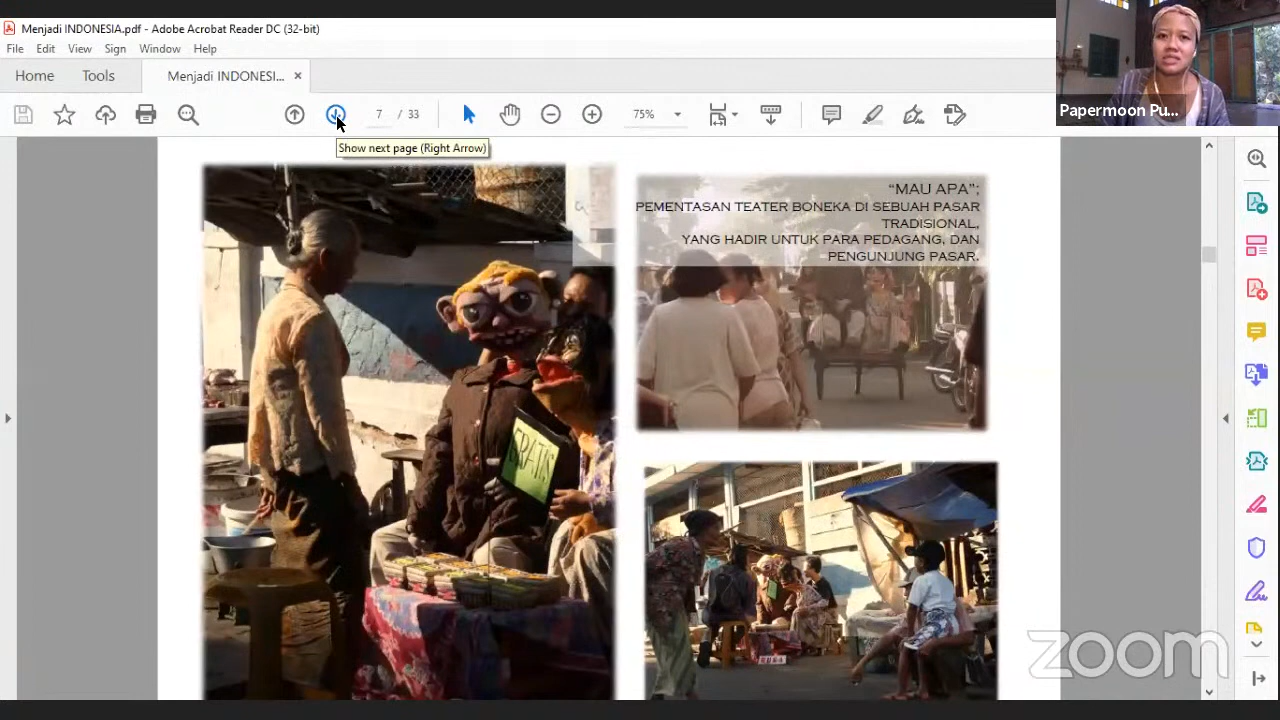 Menjadi INDONESIA.pdf - Adobe Acrobat Reader DC (32-bit)
File Edit View Sign Window Help
Home Tools Menjadi INDONESI... ×
7 / 33 75%
Show next page (Right Arrow)
Papermoon Pu...
“MAU APA”;
PEMENTASAN TEATER BONEKA DI SEBUAH PASAR
TRADISIONAL,
YANG HADIR UNTUK PARA PEDAGANG, DAN
PENGUNJUNG PASAR.
GRATIS
BUKA
zoom